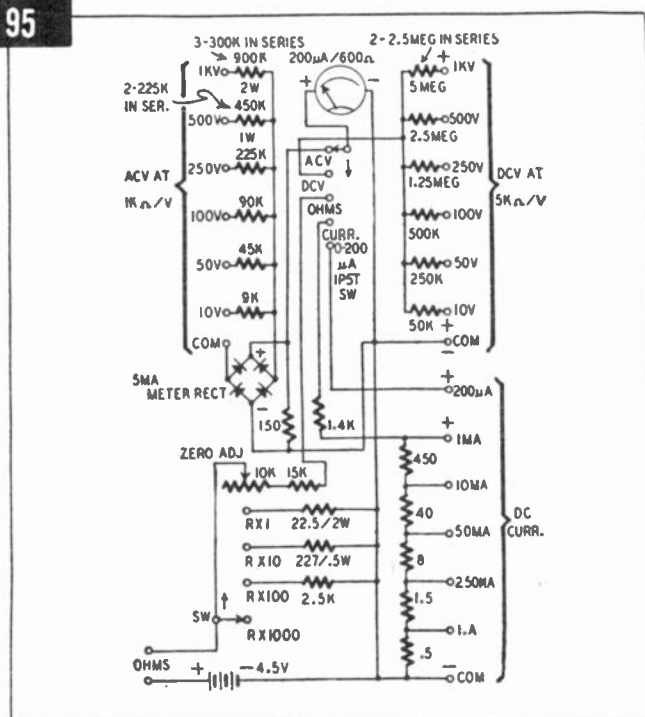 95
3-300K IN SERIES
900K
1KV
2W
2-225K
IN SER.
450K
500V
1W
225K
250V
90K
100V
45K
50V
9K
10V
COM
ACV AT
1KΩ/V
200μA/600Ω
+
-
ACV
DCV
OHMS
CURR.
0-200
μA
1PST
SW
2-2.5MEG IN SERIES
+
1KV
5 MEG
500V
2.5MEG
250V
1.25MEG
100V
500K
50V
250K
10V
50K
+
COM
-
DCV AT
5KΩ/V
+
-
5MA
METER RECT
150
1.4K
ZERO ADJ
10K
15K
RX1
22.5/2W
RX10
227/.5W
RX100
2.5K
SW
RX1000
OHMS
+
- 4.5V
+
200μA
+
1MA
450
10MA
40
50MA
8
250MA
1.5
1.A
.5
-
COM
DC
CURR.